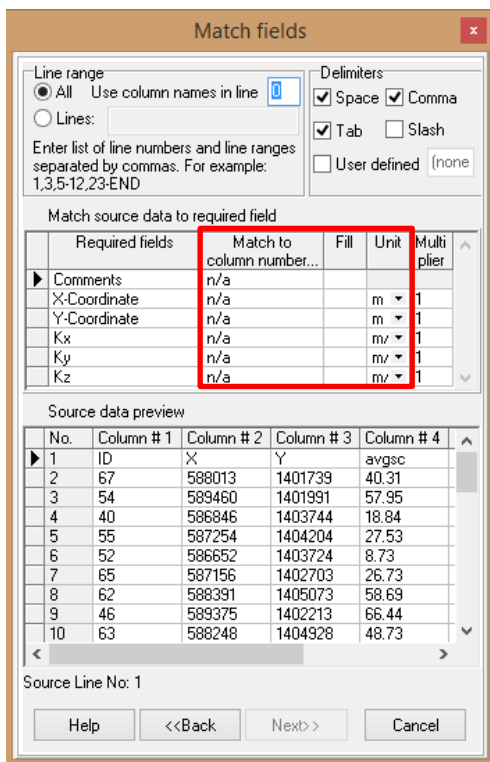 Match fields
x
Line range
All Use column names in line 0
Lines:
Enter list of line numbers and line ranges
separated by commas. For example:
1,3,5-12,23-END
Delimiters
Space Comma
Tab Slash
User defined (none
Match source data to required field
Required fields Match to column number... Fill Unit Multi plier
Comments n/a
X-Coordinate n/a m 1
Y-Coordinate n/a m 1
Kx n/a m/ 1
Ky n/a m/ 1
Kz n/a m/ 1
Source data preview
No. Column # 1 Column # 2 Column # 3 Column # 4
1 ID X Y avgsc
2 67 588013 1401739 40.31
3 54 589460 1401991 57.95
4 40 586846 1403744 18.84
5 55 587254 1404204 27.53
6 52 586652 1403724 8.73
7 65 587156 1402703 26.73
8 62 588391 1405073 58.69
9 46 589375 1402213 66.44
10 63 588248 1404928 48.73
Source Line No: 1
Help <<Back Next>> Cancel